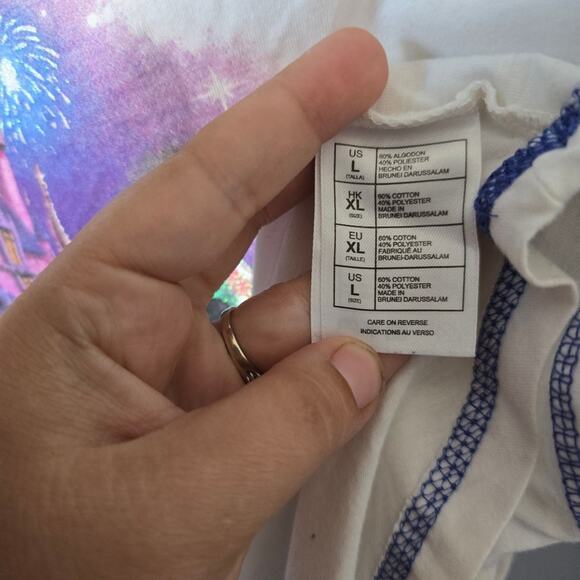 US
L
(TALLA)
60% ALGODON
40% POLIESTER
HECHO EN
BRUNEI DARUSSALAM
HK
XL
(SIZE)
60% COTTON
40% POLYESTER
MADE IN
BRUNEI DARUSSALAM
EU
XL
(TAILLE)
60% COTON
40% POLYESTER
FABRIQUÉ AU
BRUNEI DARUSSALAM
US
L
(SIZE)
60% COTTON
40% POLYESTER
MADE IN
BRUNEI DARUSSALAM
CARE ON REVERSE
INDICATIONS AU VERSO